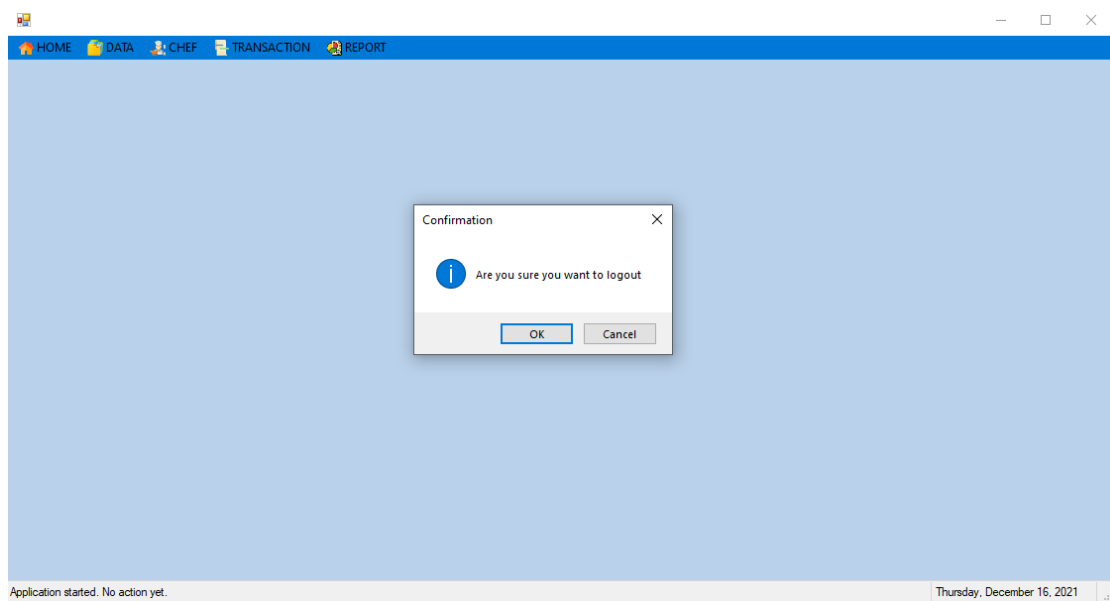 HOME DATA CHEF TRANSACTION REPORT
Confirmation
Are you sure you want to logout
OK Cancel
Application started. No action yet. Thursday, December 16, 2021